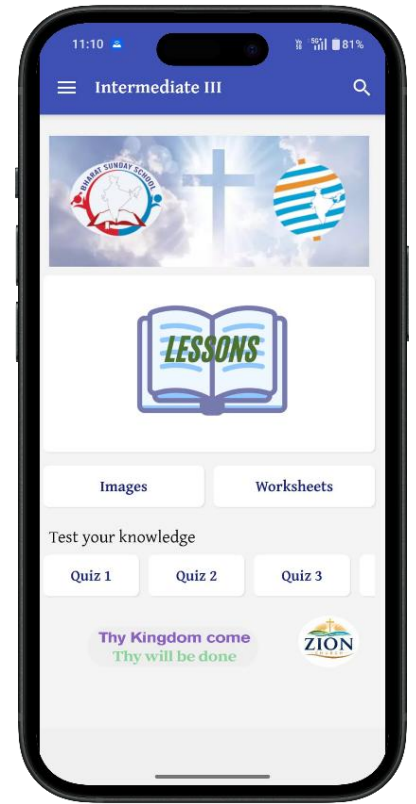 11:10
5G
81%
Intermediate III
BHARAT SUNDAY SCHOOL
LESSONS
Images
Worksheets
Test your knowledge
Quiz 1
Quiz 2
Quiz 3
Thy Kingdom come
Thy will be done
ZION